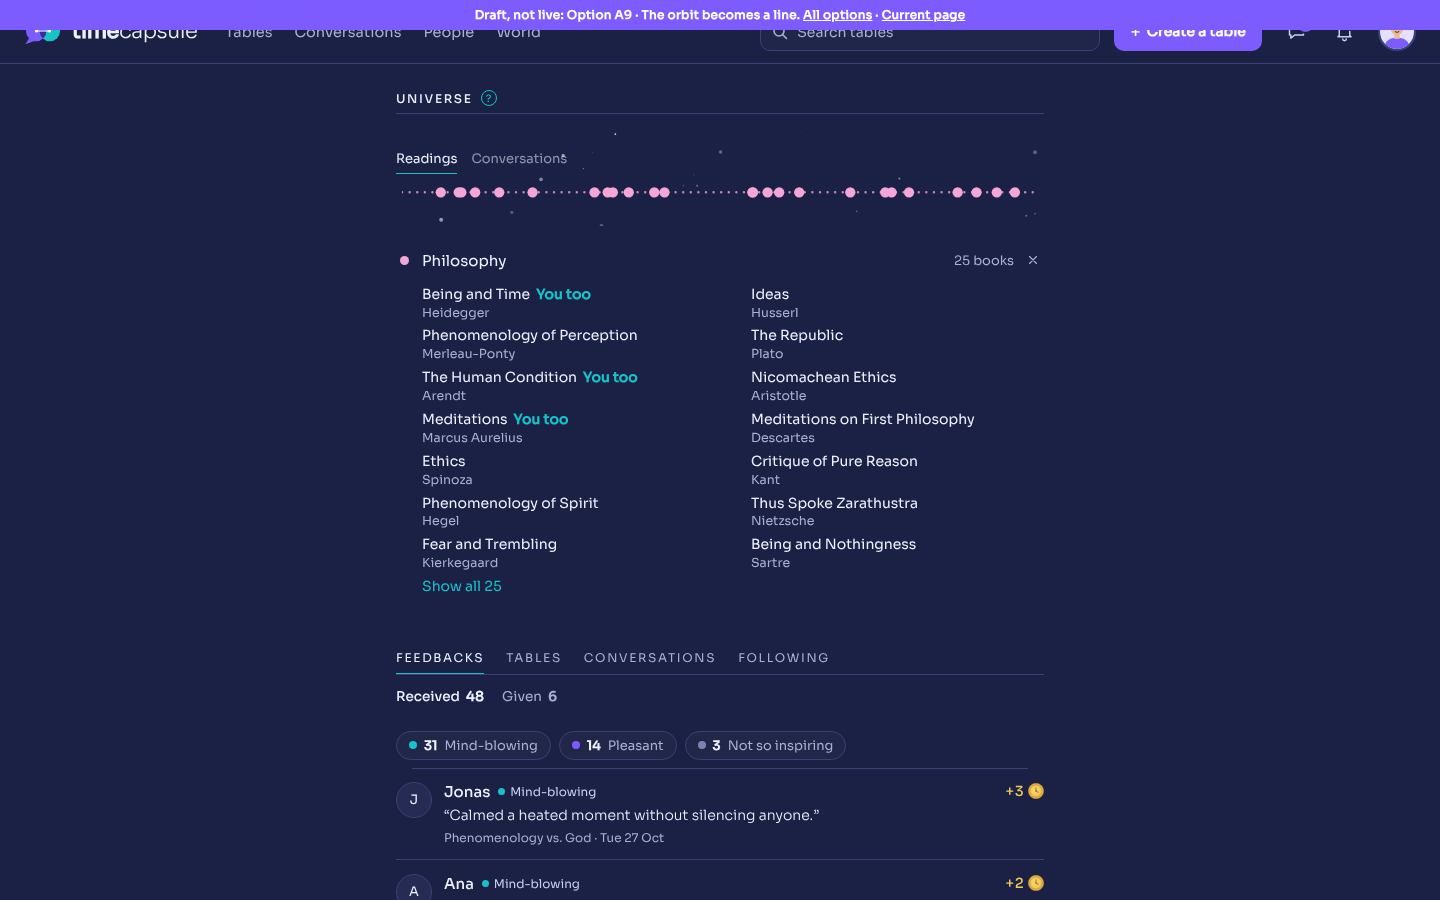 Draft, not live: Option A9 · The orbit becomes a line. All options · Current page
timecapsule Tables Conversations People World Search tables + Create a table
UNIVERSE ?
Readings Conversations
Philosophy 25 books ×
Being and Time You too
Heidegger
Phenomenology of Perception
Merleau-Ponty
The Human Condition You too
Arendt
Meditations You too
Marcus Aurelius
Ethics
Spinoza
Phenomenology of Spirit
Hegel
Fear and Trembling
Kierkegaard
Show all 25
Ideas
Husserl
The Republic
Plato
Nicomachean Ethics
Aristotle
Meditations on First Philosophy
Descartes
Critique of Pure Reason
Kant
Thus Spoke Zarathustra
Nietzsche
Being and Nothingness
Sartre
FEEDBACKS TABLES CONVERSATIONS FOLLOWING
Received 48 Given 6
31 Mind-blowing 14 Pleasant 3 Not so inspiring
J Jonas Mind-blowing +3
“Calmed a heated moment without silencing anyone.”
Phenomenology vs. God · Tue 27 Oct
A Ana Mind-blowing +2